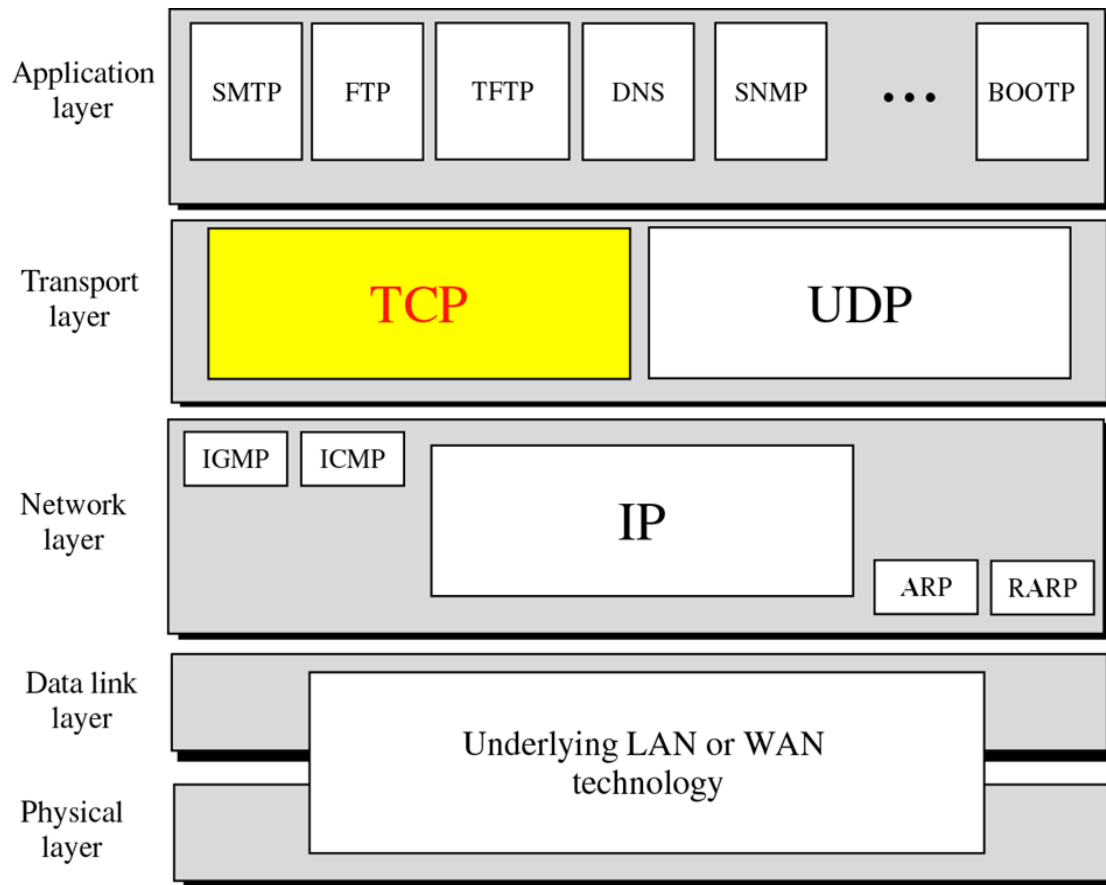 Application
layer
SMTP
FTP
TFTP
DNS
SNMP
...
BOOTP
Transport
layer
TCP
UDP
Network
layer
IGMP
ICMP
IP
ARP
RARP
Data link
layer
Underlying LAN or WAN
technology
Physical
layer